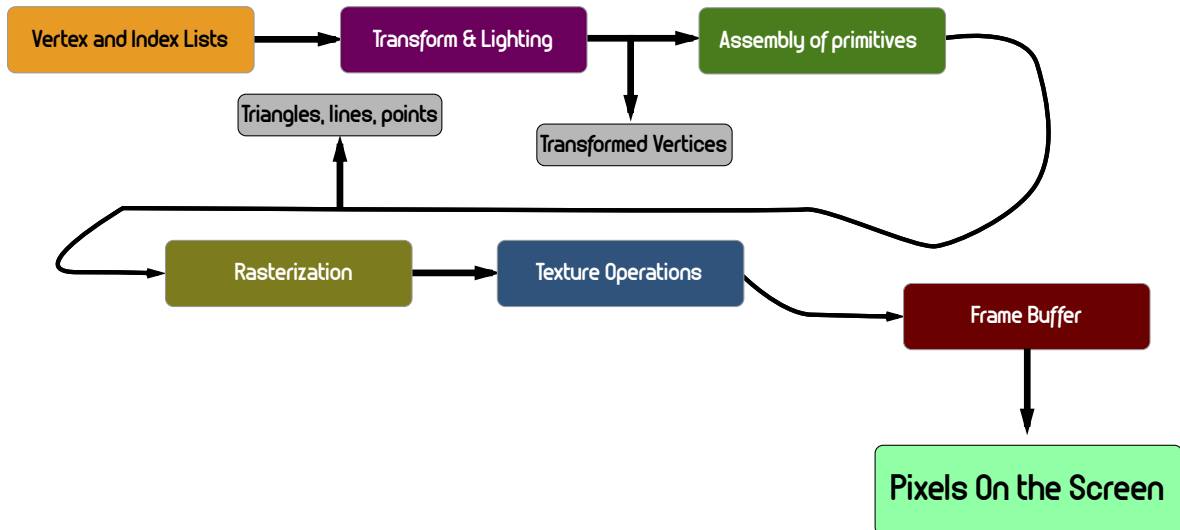 Vertex and Index Lists
Transform & Lighting
Assembly of primitives
Triangles, lines, points
Transformed Vertices
Rasterization
Texture Operations
Frame Buffer
Pixels On the Screen